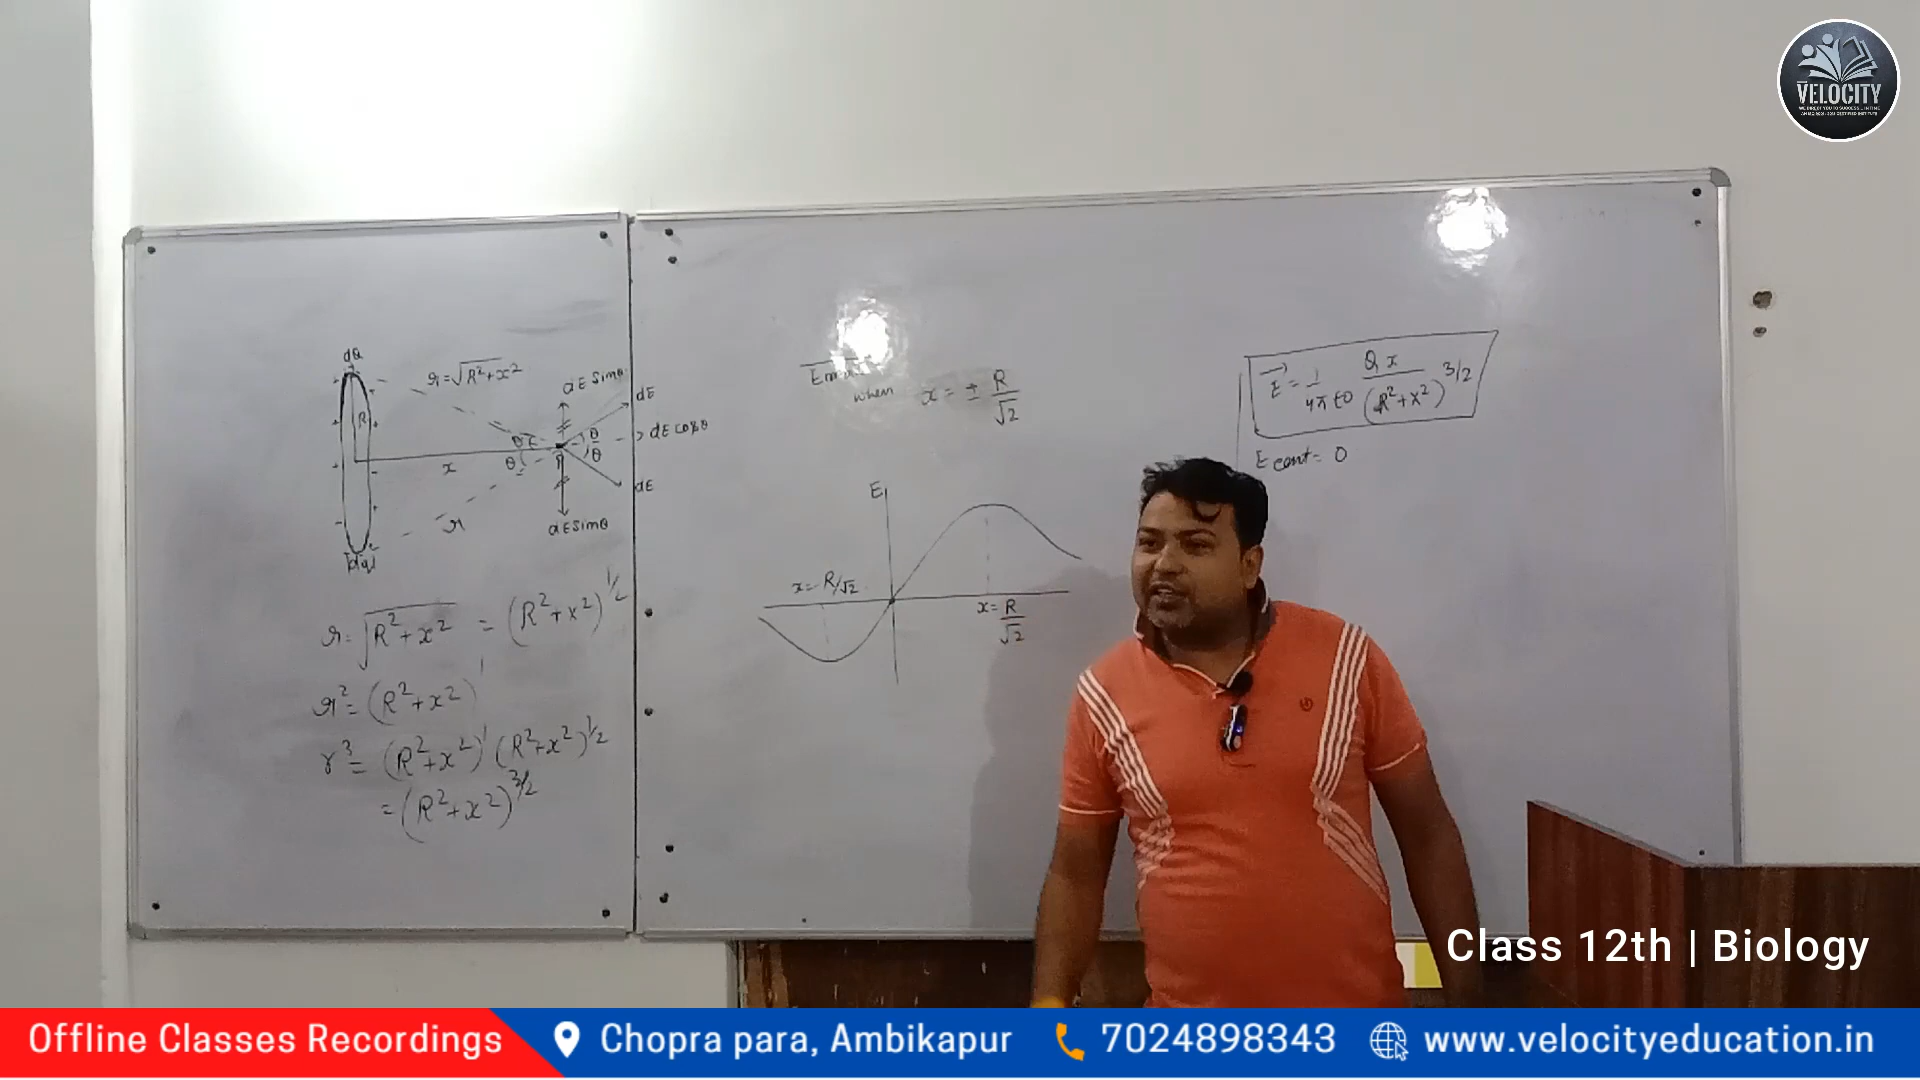 VELOCITY
dQ
r=√R²+x²
dE Sinθ
dE
R
θ
dE cosθ
θ
θ
P
x
dE
r
dE Sinθ
r=√R²+x² = (R²+x²)^1/2
r²=(R²+x²)^1
r³=(R²+x²)^1 (R²+x²)^1/2
=(R²+x²)^3/2
when x=±R/√2
E
x=-R/√2
x=R/√2
E=1/4πε0 Qx/(R²+x²)^3/2
E cent=0
Class 12th | Biology
Offline Classes Recordings
Chopra para, Ambikapur
7024898343
www.velocityeducation.in